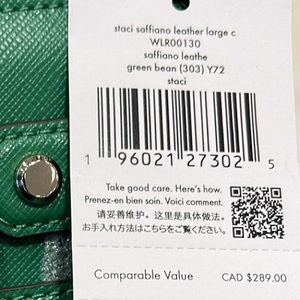 staci saffiano leather large c
WLR00130
saffiano leathe
green bean (303) Y72
staci
1 96021 27302 5
Take good care. Here's how.
Prenez-en bien soin. Voici comment.
请妥善维护。这里是具体做法。
お手入れ方法はこちらをご覧ください。
Comparable Value CAD $289.00